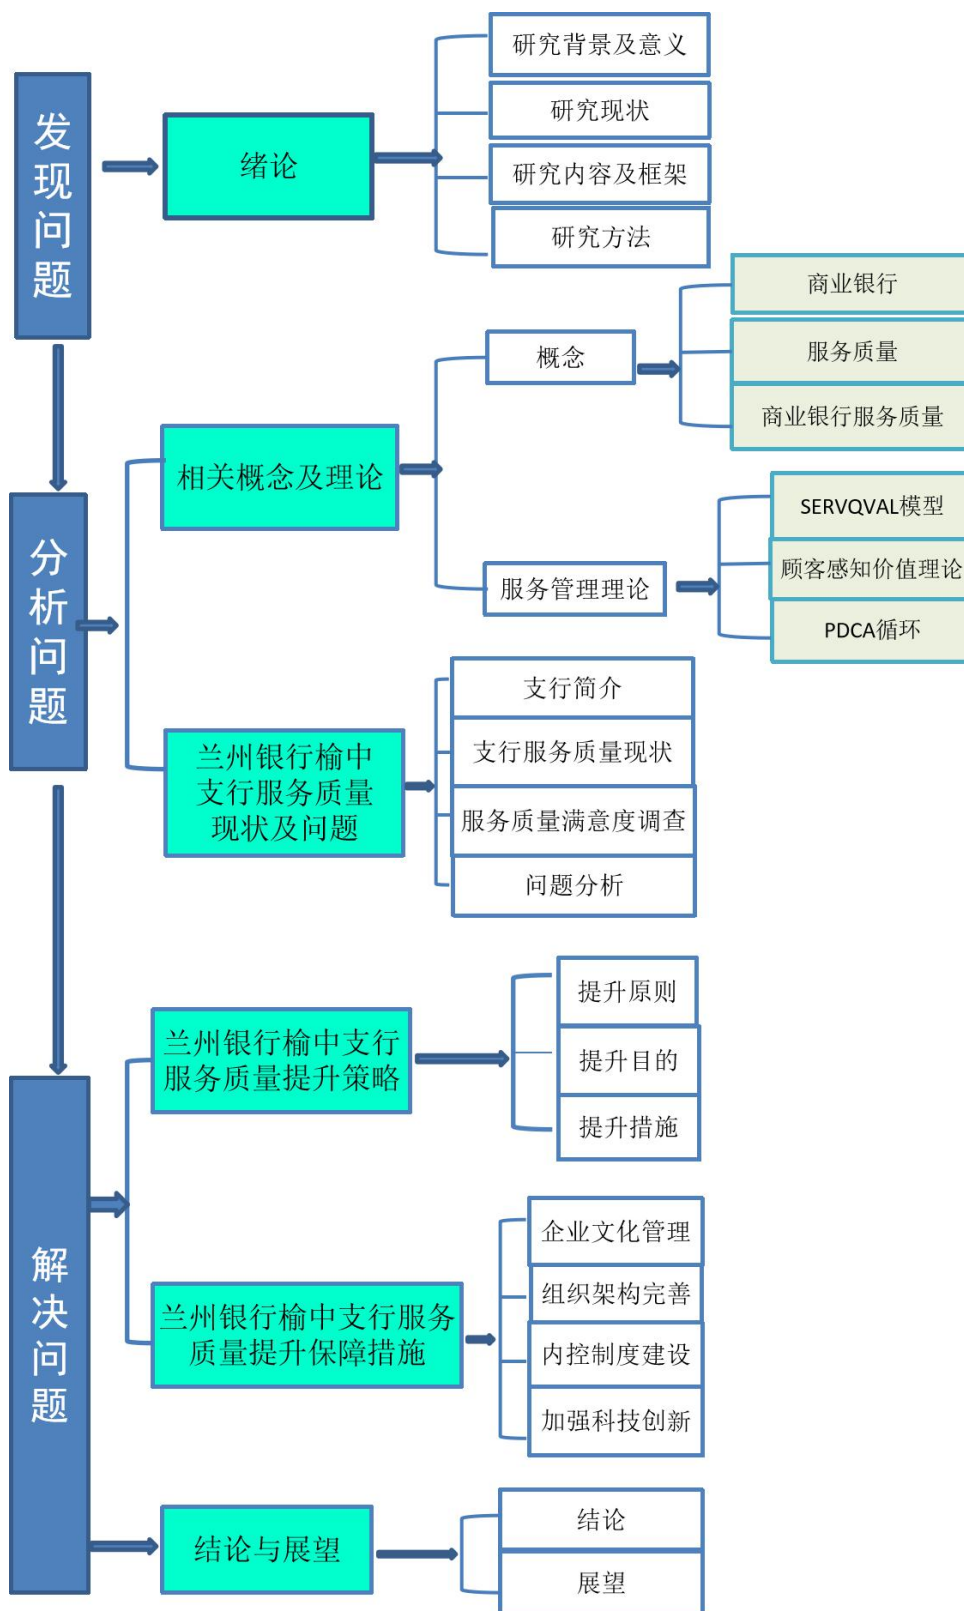 发现问题
绪论
研究背景及意义
研究现状
研究内容及框架
研究方法
分析问题
相关概念及理论
概念
商业银行
服务质量
商业银行服务质量
服务管理理论
SERVQVAL模型
顾客感知价值理论
PDCA循环
兰州银行榆中
支行服务质量
现状及问题
支行简介
支行服务质量现状
服务质量满意度调查
问题分析
解决问题
兰州银行榆中支行
服务质量提升策略
提升原则
提升目的
提升措施
兰州银行榆中支行服务
质量提升保障措施
企业文化管理
组织架构完善
内控制度建设
加强科技创新
结论与展望
结论
展望